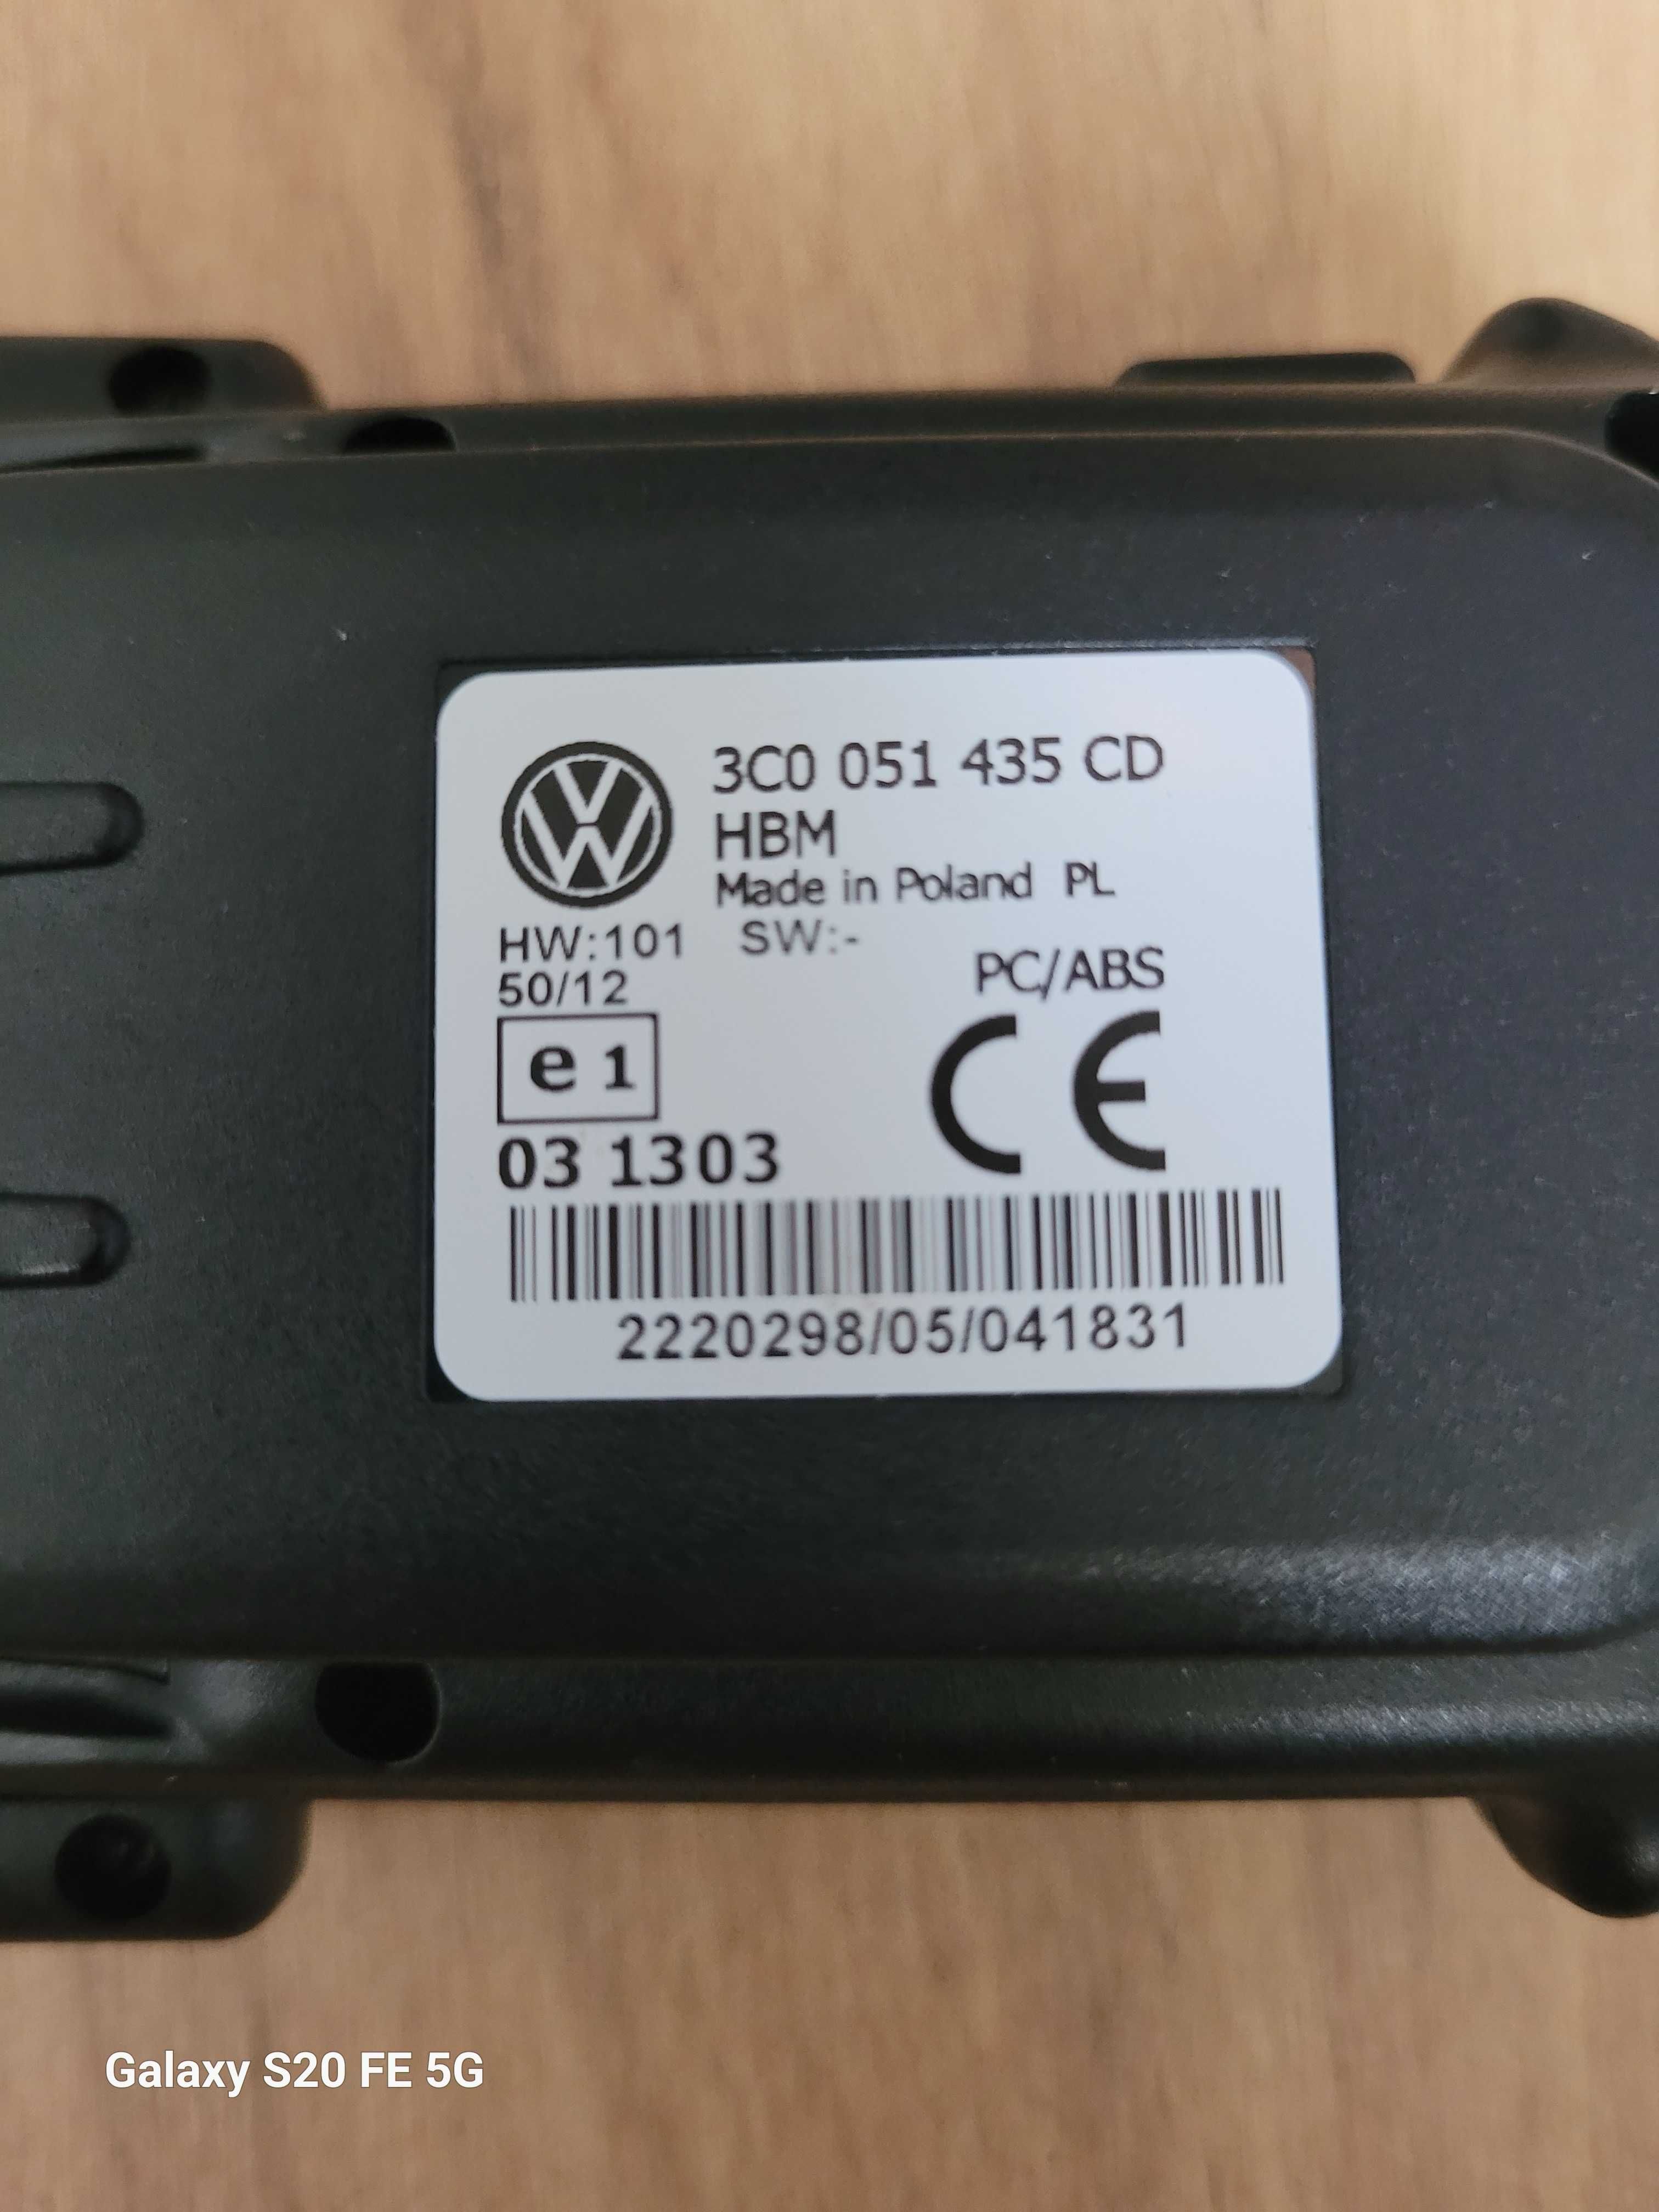 3C0 051 435 CD
HBM
Made in Poland PL
HW:101 SW:-
50/12
PC/ABS
e1
CE
03 1303
2220298/05/041831
Galaxy S20 FE 5G